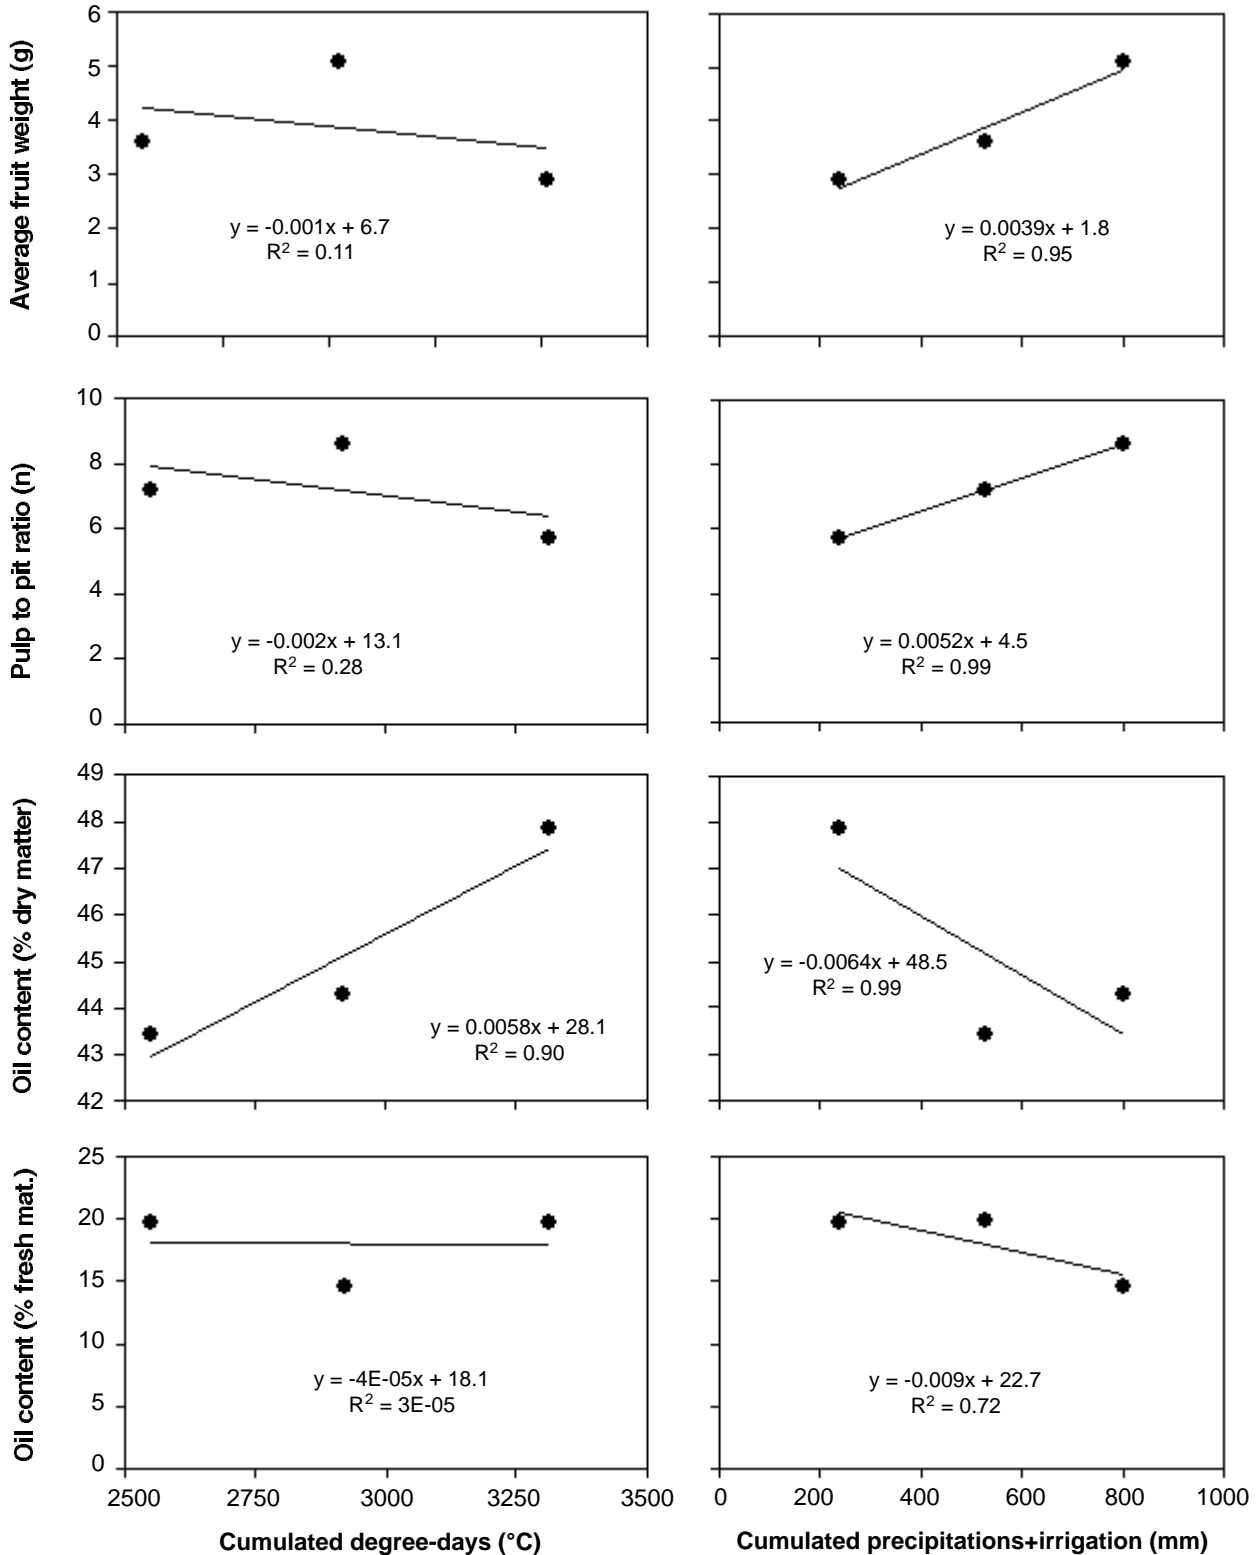 Average fruit weight (g)
6
5
4
3
2
1
0
y = -0.001x + 6.7
R² = 0.11
y = 0.0039x + 1.8
R² = 0.95
Pulp to pit ratio (n)
10
8
6
4
2
0
y = -0.002x + 13.1
R² = 0.28
y = 0.0052x + 4.5
R² = 0.99
Oil content (% dry matter)
49
48
47
46
45
44
43
42
y = 0.0058x + 28.1
R² = 0.90
y = -0.0064x + 48.5
R² = 0.99
Oil content (% fresh mat.)
25
20
15
10
5
0
y = -4E-05x + 18.1
R² = 3E-05
y = -0.009x + 22.7
R² = 0.72
2500 2750 3000 3250 3500
0 200 400 600 800 1000
Cumulated degree-days (°C)
Cumulated precipitations+irrigation (mm)